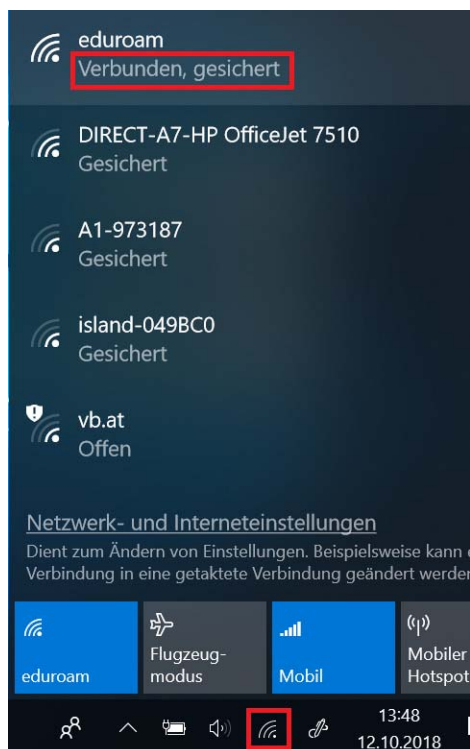 eduroam
Verbunden, gesichert
DIRECT-A7-HP OfficeJet 7510
Gesichert
A1-973187
Gesichert
island-049BC0
Gesichert
vb.at
Offen
Netzwerk- und Interneteinstellungen
Dient zum Ändern von Einstellungen. Beispielsweise kann
Verbindung in eine getaktete Verbindung geändert werden
eduroam
Flugzeug-
modus
Mobil
Mobiler
Hotspot
13:48
12.10.2018